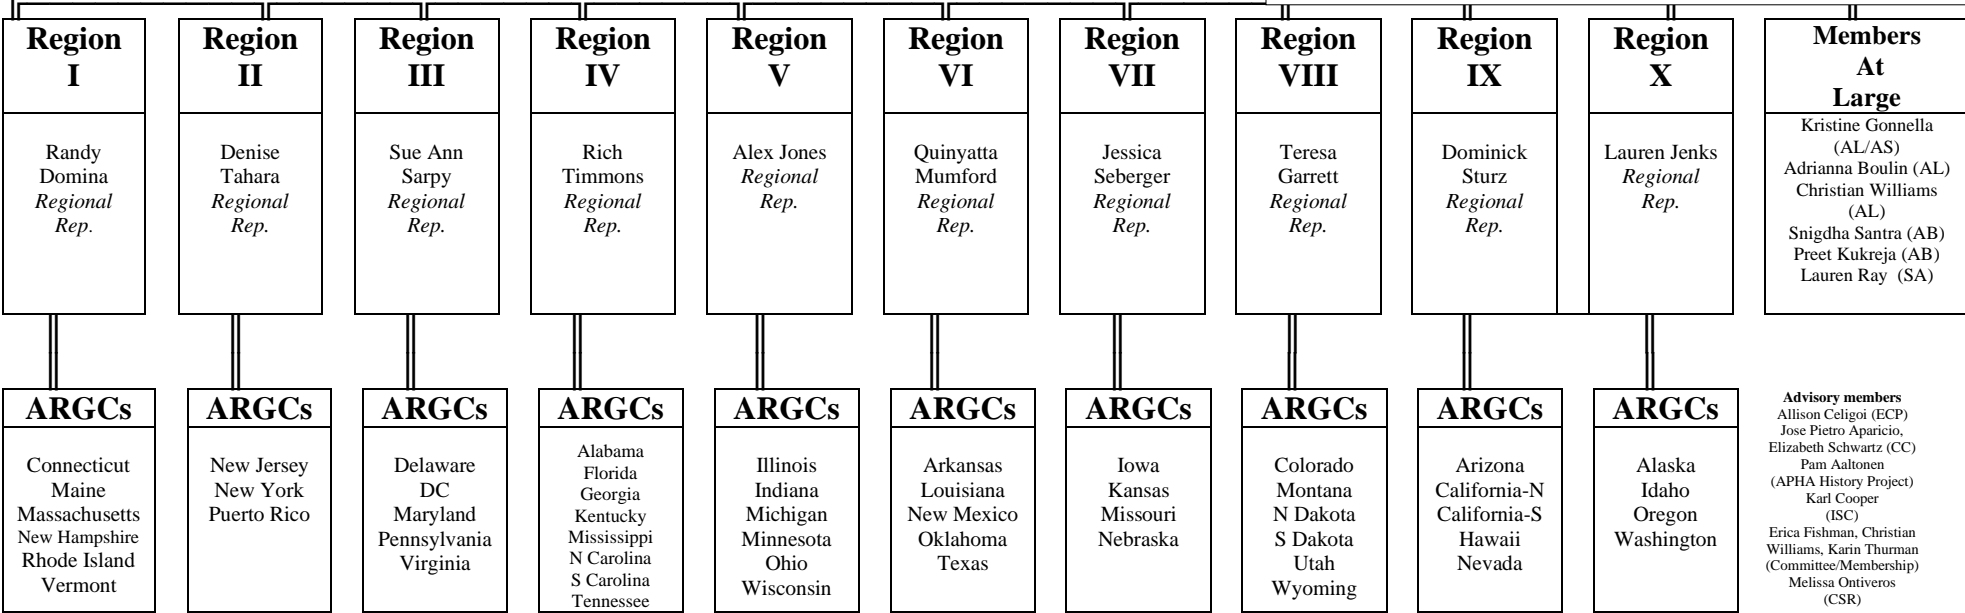 Region
I
Randy
Domina
Regional
Rep.
Region
II
Denise
Tahara
Regional
Rep.
Region
III
Sue Ann
Sarpy
Regional
Rep.
Region
IV
Rich
Timmons
Regional
Rep.
Region
V
Alex Jones
Regional
Rep.
Region
VI
Quinyatta
Mumford
Regional
Rep.
Region
VII
Jessica
Seberger
Regional
Rep.
Region
VIII
Teresa
Garrett
Regional
Rep.
Region
IX
Dominick
Sturz
Regional
Rep.
Region
X
Lauren Jenks
Regional
Rep.
Members
At
Large
Kristine Gonnella
(AL/AS)
Adrianna Boulin (AL)
Christian Williams
(AL)
Snigdha Santra (AB)
Preet Kukreja (AB)
Lauren Ray (SA)
ARGCs
Connecticut
Maine
Massachusetts
New Hampshire
Rhode Island
Vermont
ARGCs
New Jersey
New York
Puerto Rico
ARGCs
Delaware
DC
Maryland
Pennsylvania
Virginia
ARGCs
Alabama
Florida
Georgia
Kentucky
Mississippi
N Carolina
S Carolina
Tennessee
ARGCs
Illinois
Indiana
Michigan
Minnesota
Ohio
Wisconsin
ARGCs
Arkansas
Louisiana
New Mexico
Oklahoma
Texas
ARGCs
Iowa
Kansas
Missouri
Nebraska
ARGCs
Colorado
Montana
N Dakota
S Dakota
Utah
Wyoming
ARGCs
Arizona
California-N
California-S
Hawaii
Nevada
ARGCs
Alaska
Idaho
Oregon
Washington
Advisory members
Allison Celigoi (ECP)
Jose Pietro Aparicio,
Elizabeth Schwartz (CC)
Pam Aaltonen
(APHA History Project)
Karl Cooper
(ISC)
Erica Fishman, Christian
Williams, Karin Thurman
(Committee/Membership)
Melissa Ontiveros
(CSR)